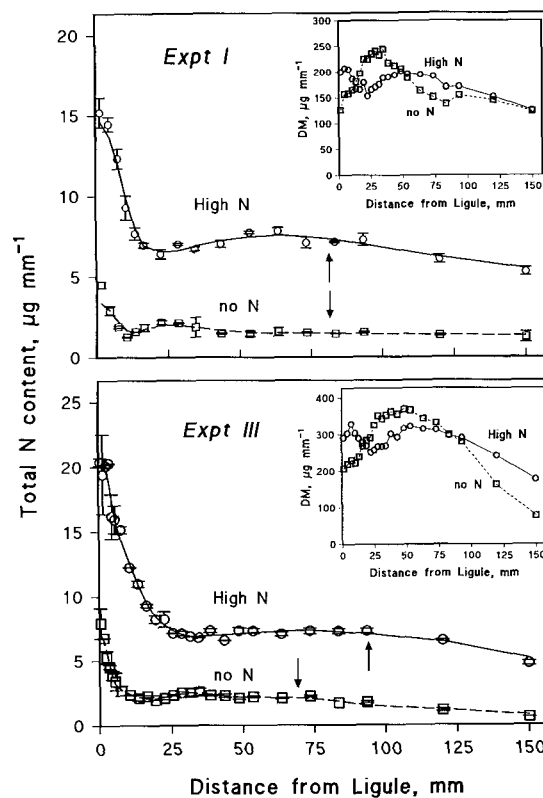 20
15
10
5
0
Expt I
High N
no N
300
250
200
150
100
50
0
DM, µg mm⁻¹
High N
no N
0 25 50 75 100 125 150
Distance from Ligule, mm
Total N content, µg mm⁻¹
25
20
15
10
5
0
Expt III
High N
no N
400
300
200
100
0
DM, µg mm⁻¹
High N
no N
0 25 50 75 100 125 150
Distance from Ligule, mm
0 25 50 75 100 125 150
Distance from Ligule, mm